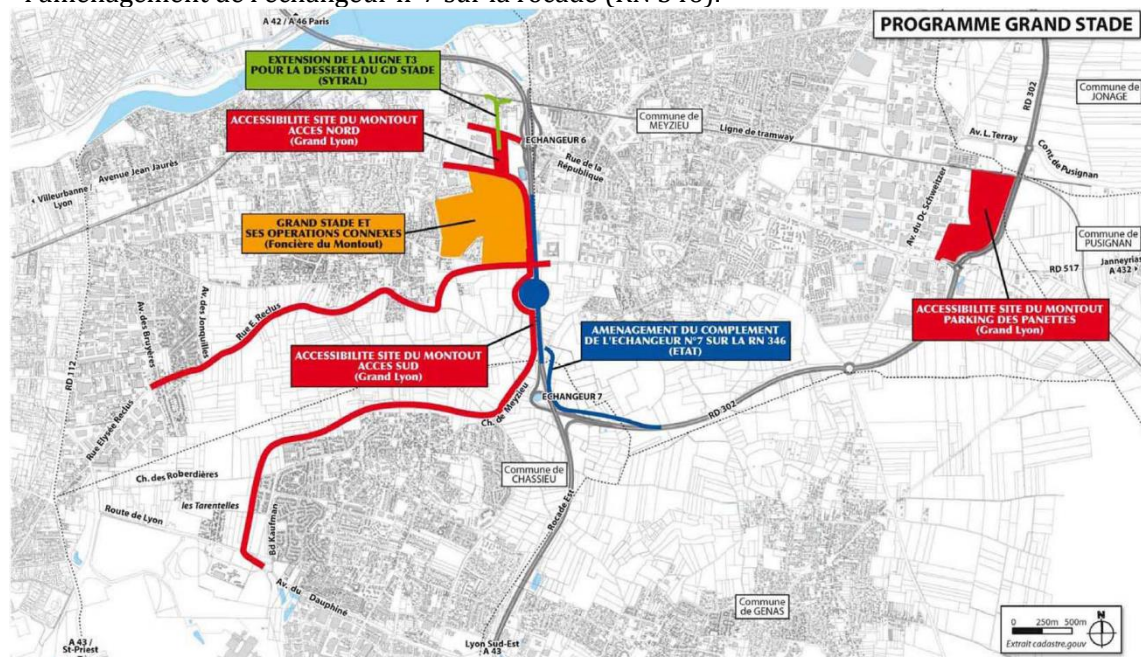 l'aménagement de l'échangeur n°7 sur la rocade (RN 346).
PROGRAMME GRAND STADE
A 42 / A 46 Paris
EXTENSION DE LA LIGNE T3
POUR LA DESSERTE DU GD STADE
(SYTRAL)
ACCESSIBILITE SITE DU MONTOUT
ACCES NORD
(Grand Lyon)
ECHANGEUR 6
Rue de la
République
Commune de
MEYZIEU
Ligne de tramway
RD 302
Commune de
JONAGE
Av. L. Terray
Cont. de Pusignan
Avenue Jean Jaurès
Villeurbanne /
Lyon
GRAND STADE ET
SES OPERATIONS CONNEXES
(Foncière du Montout)
Av. du Dc Schweitzer
Commune de
PUSIGNAN
Janneyrias
A 432
RD 517
Av. des Bruyères
Av. des Jonquilles
Rue E. Reclus
RD 112
ACCESSIBILITE SITE DU MONTOUT
ACCES SUD
(Grand Lyon)
AMENAGEMENT DU COMPLEMENT
DE L'ECHANGEUR N°7 SUR LA RN 346
(ETAT)
ACCESSIBILITE SITE DU MONTOUT
PARKING DES PANETTES
(Grand Lyon)
Rue Elysée Reclus
Ch. de Meyzieu
ECHANGEUR 7
RD 302
Ch. des Roberdières
Commune de
CHASSIEU
les Tarentelles
Route de Lyon
Bd Kaufman
Rocade Est
Av. du Dauphiné
Commune
de GENAS
A 43 /
St-Priest
Lyon Sud-Est
A 43
N
0 250m 500m
Extrait cadastre.gouv